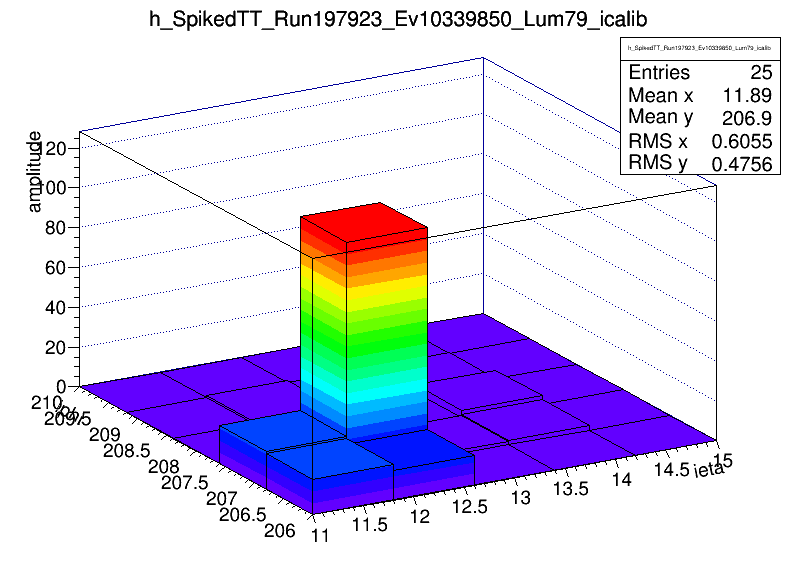 h_SpikedTT_Run197923_Ev10339850_Lum79_icalib
h_SpikedTT_Run197923_Ev10339850_Lum79_icalib
Entries 25
Mean x 11.89
Mean y 206.9
RMS x 0.6055
RMS y 0.4756
amplitude
120
100
80
60
40
20
0
210
209.5
209
208.5
208
207.5
207
206.5
206
11
11.5
12
12.5
13
13.5
14
14.5
15
ieta